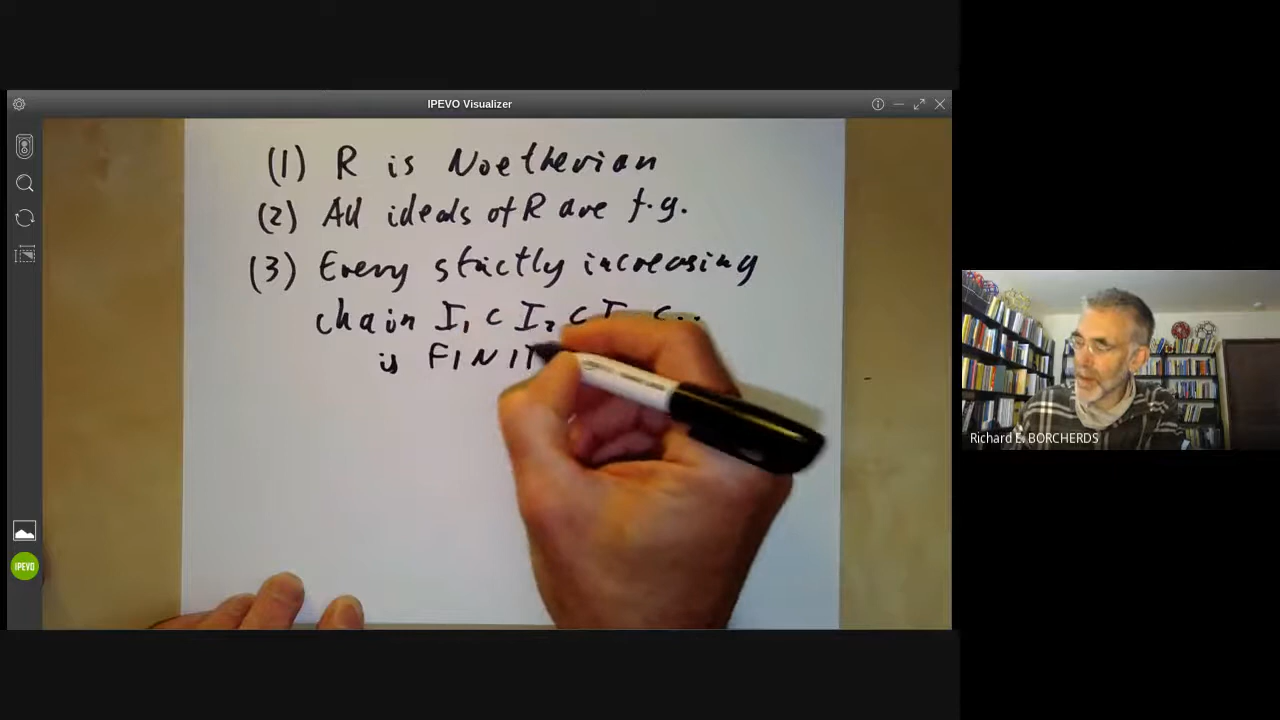 IPEVO Visualizer
(1) R is Noetherian
(2) All ideals of R are f.g.
(3) Every strictly increasing
chain I₁ ⊂ I₂ ⊂ I ⊂ ..
is FINIT
Richard E. BORCHERDS
IPEVO